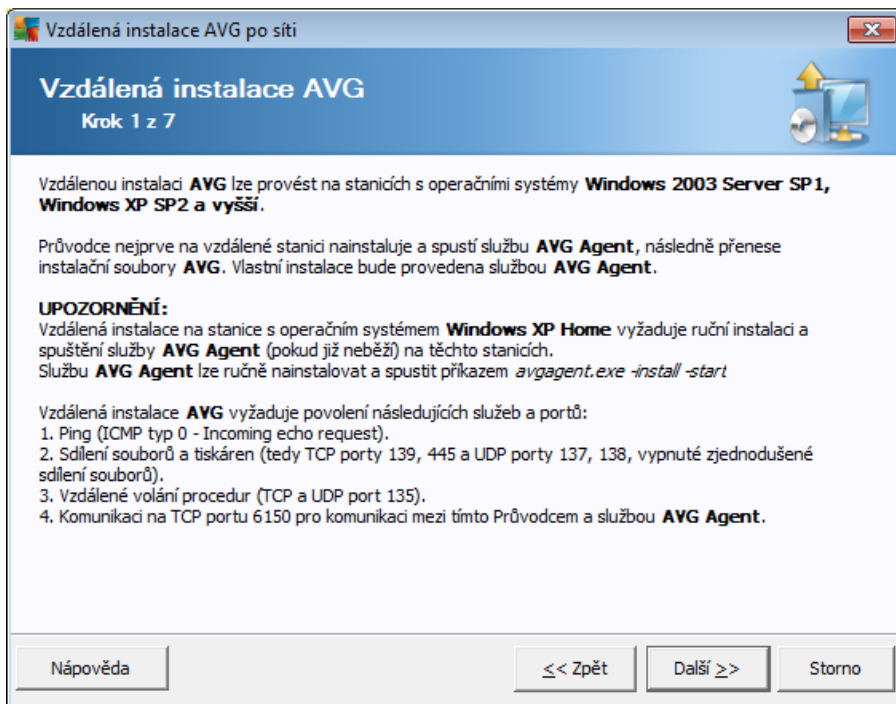 Vzdálená instalace AVG po síti
Vzdálená instalace AVG
Krok 1 z 7
Vzdálenou instalaci AVG lze provést na stanicích s operačními systémy Windows 2003 Server SP1,
Windows XP SP2 a vyšší.
Průvodce nejprve na vzdálené stanici nainstaluje a spustí službu AVG Agent, následně přenese
instalační soubory AVG. Vlastní instalace bude provedena službou AVG Agent.
UPOZORNĚNÍ:
Vzdálená instalace na stanice s operačním systémem Windows XP Home vyžaduje ruční instalaci a
spuštění služby AVG Agent (pokud již neběží) na těchto stanicích.
Službu AVG Agent lze ručně nainstalovat a spustit příkazem avgagent.exe -install -start
Vzdálená instalace AVG vyžaduje povolení následujících služeb a portů:
1. Ping (ICMP typ 0 - Incoming echo request).
2. Sdílení souborů a tiskáren (tedy TCP porty 139, 445 a UDP porty 137, 138, vypnuté zjednodušené
sdílení souborů).
3. Vzdálené volání procedur (TCP a UDP port 135).
4. Komunikaci na TCP portu 6150 pro komunikaci mezi tímto Průvodcem a službou AVG Agent.
Nápověda
<< Zpět
Další >>
Storno